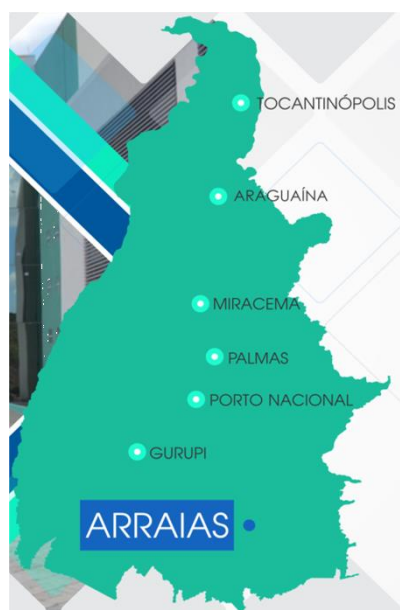 TOCANTINÓPOLIS
ARAGUAÍNA
MIRACEMA
PALMAS
PORTO NACIONAL
GURUPI
ARRAIAS